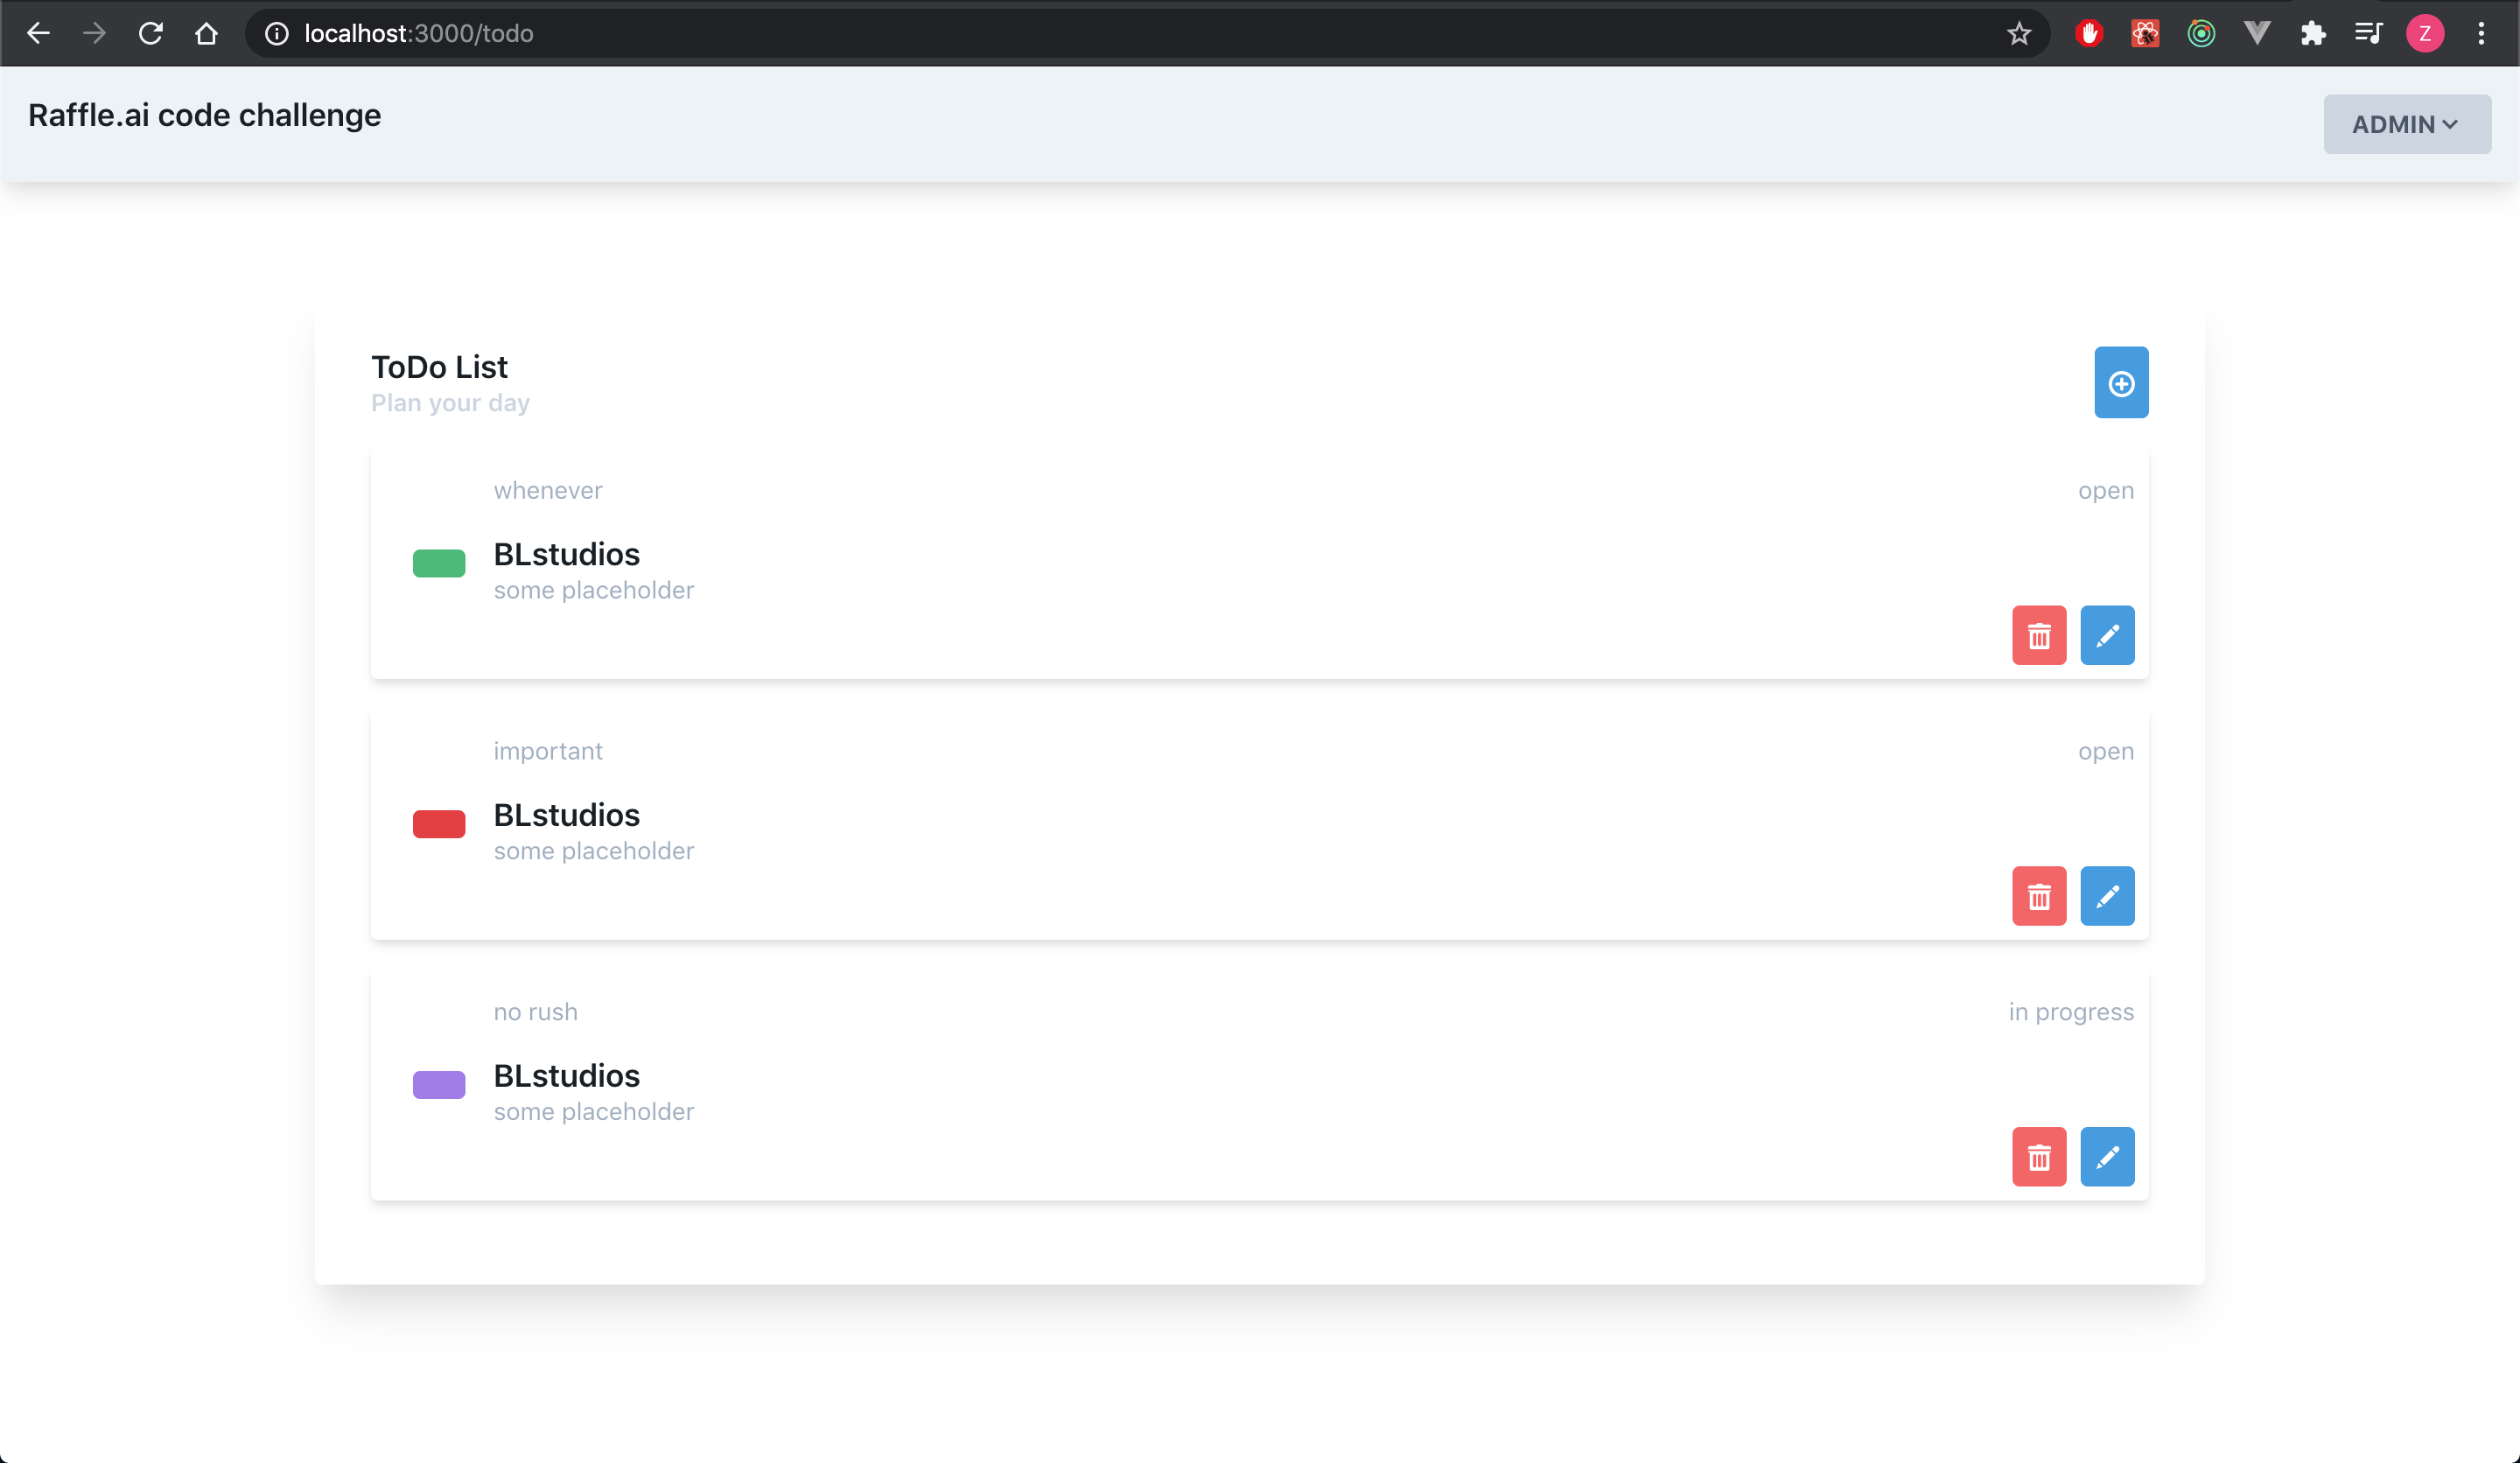 localhost:3000/todo
Z
Raffle.ai code challenge
ADMIN
ToDo List
Plan your day
whenever
open
BLstudios
some placeholder
important
open
BLstudios
some placeholder
no rush
in progress
BLstudios
some placeholder